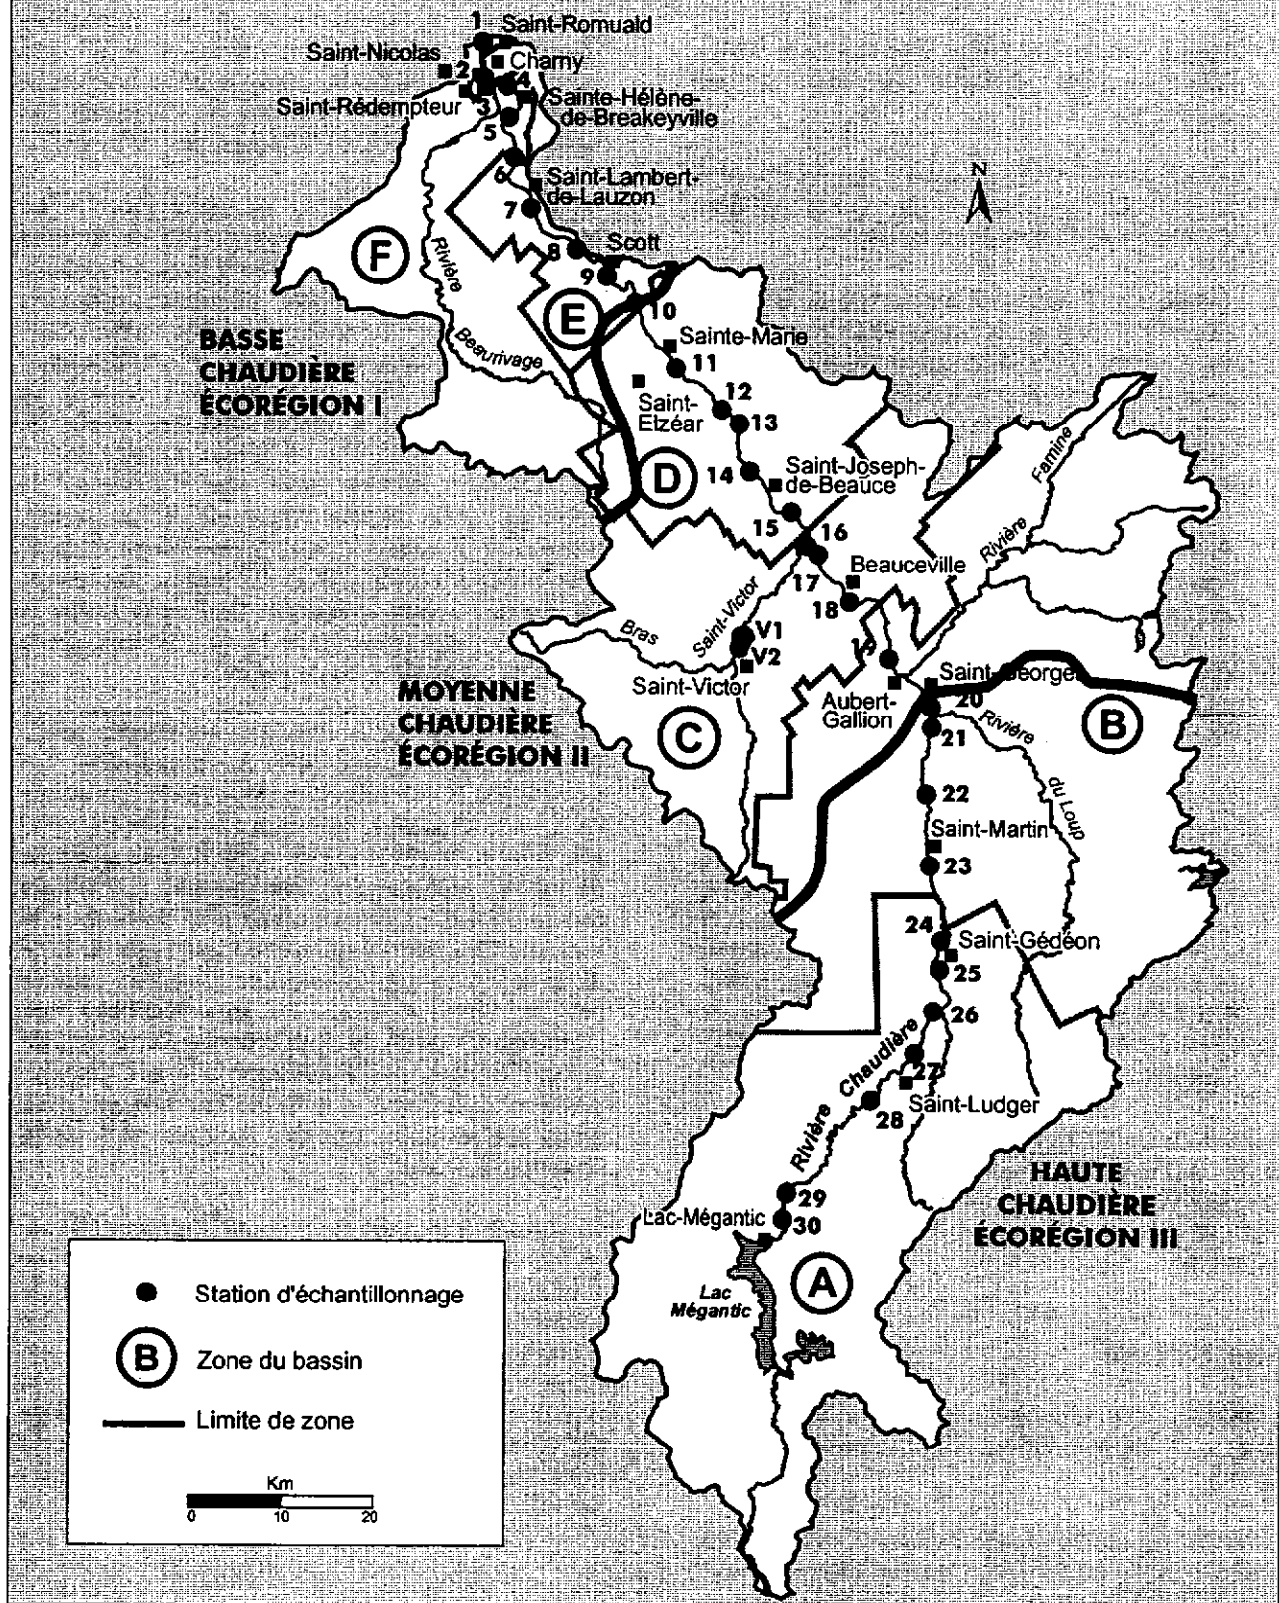 1
Saint-Romuald
Saint-Nicolas
2
Charny
4
Saint-Rédempteur
3
Sainte-Hélène-
de-Breakeyville
5
N
6
Saint-Lambert-
de-Lauzon
7
8
Scott
F
Rivière
9
E
10
BASSE
CHAUDIÈRE
ÉCORÉGION I
Beaurivage
Sainte-Marie
11
12
Saint-
Elzéar
13
Famine
14
D
Saint-Joseph-
de-Beauce
15
16
Rivière
17
Beauceville
18
Saint-Victor
Bras
V1
V2
19
Saint-Victor
Saint-Georges
MOYENNE
CHAUDIÈRE
ÉCORÉGION II
Aubert-
Gallion
20
Rivière
B
C
21
22
du Loup
Saint-Martin
23
24
Saint-Gédéon
25
26
Chaudière
27
28
Saint-Ludger
Rivière
HAUTE
CHAUDIÈRE
ÉCORÉGION III
29
Lac-Mégantic
30
A
Lac
Mégantic
Station d'échantillonnage
B
Zone du bassin
Limite de zone
Km
0
10
20